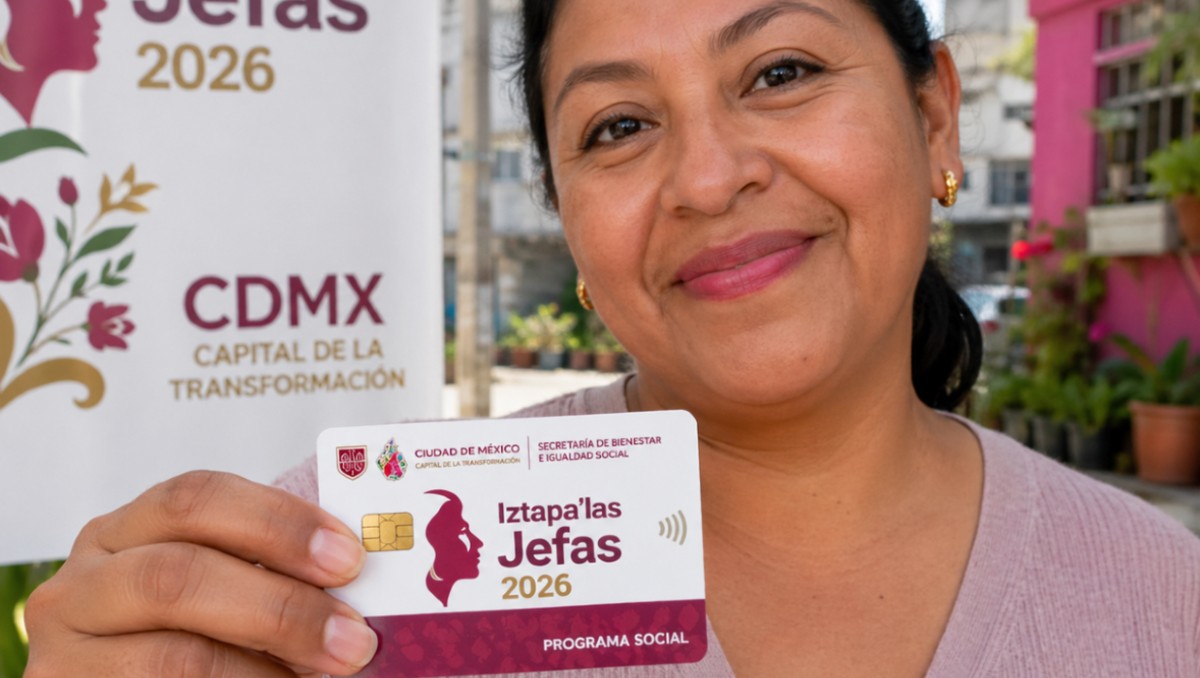 Jefas
2026
CDMX
CAPITAL DE LA
TRANSFORMACIÓN
CIUDAD DE MÉXICO
CAPITAL DE LA TRANSFORMACIÓN
SECRETARÍA DE BIENESTAR
E IGUALDAD SOCIAL
Iztapa'las
Jefas
2026
PROGRAMA SOCIAL